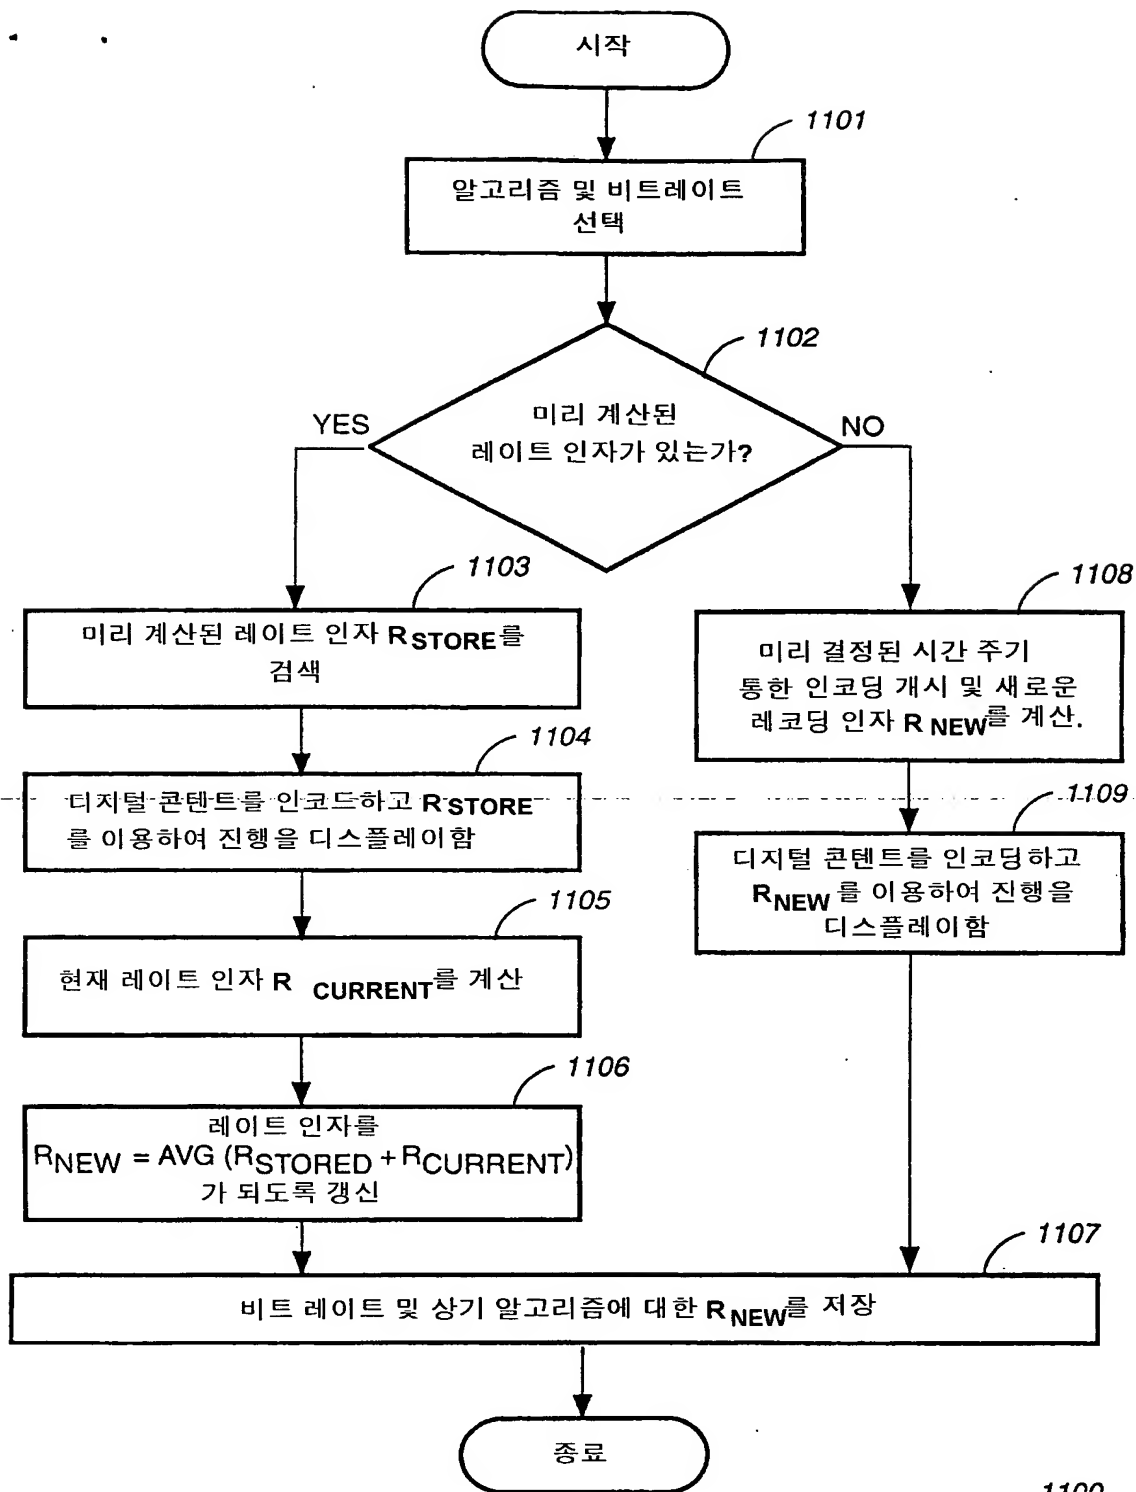 시작
1101
알고리즘 및 비트레이트
선택
1102
미리 계산된
레이트 인자가 있는가?
YES
NO
1103
미리 계산된 레이트 인자 RSTORE를
검색
1104
디지털 콘텐트를 인코드하고 RSTORE
를 이용하여 진행을 디스플레이함
1105
현재 레이트 인자 R CURRENT를 계산
1106
레이트 인자를
RNEW = AVG (RSTORED + RCURRENT)
가 되도록 갱신
1108
미리 결정된 시간 주기
통한 인코딩 개시 및 새로운
레코딩 인자 R NEW를 계산.
1109
디지털 콘텐트를 인코딩하고
RNEW 를 이용하여 진행을
디스플레이함
1107
비트 레이트 및 상기 알고리즘에 대한 RNEW를 저장
종료
1100